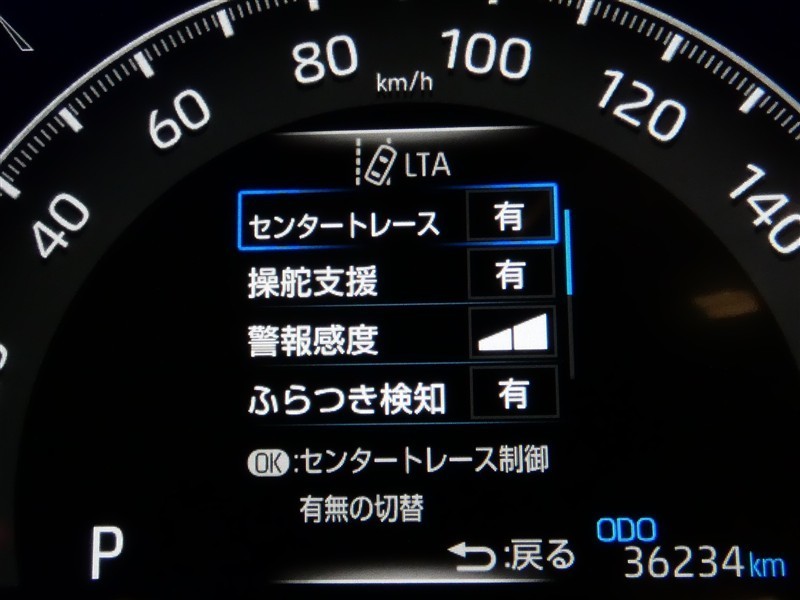 80
100
km/h
60
120
40
140
LTA
センタートレース 有
操舵支援 有
警報感度
ふらつき検知 有
OK:センタートレース制御
有無の切替
P
:戻る
ODO
36234km